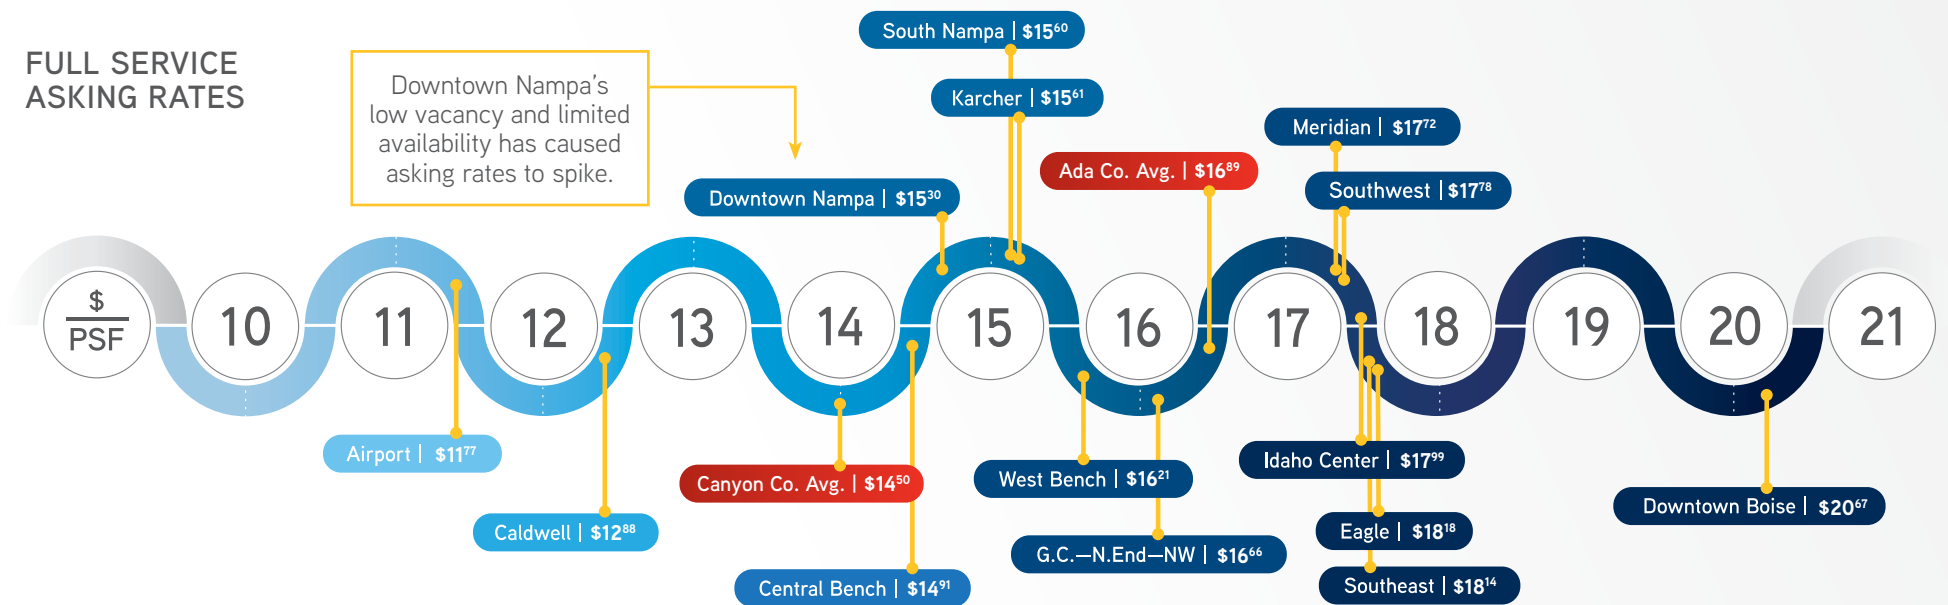 FULL SERVICE
ASKING RATES
Downtown Nampa's
low vacancy and limited
availability has caused
asking rates to spike.
South Nampa | $15⁶⁰
Karcher | $15⁶¹
Meridian | $17⁷²
Ada Co. Avg. | $16⁸⁹
Southwest | $17⁷⁸
Downtown Nampa | $15³⁰
$
PSF
10
11
12
13
14
15
16
17
18
19
20
21
Airport | $11⁷⁷
Canyon Co. Avg. | $14⁵⁰
West Bench | $16²¹
Idaho Center | $17⁹⁹
Downtown Boise | $20⁶⁷
Caldwell | $12⁸⁸
Eagle | $18¹⁸
G.C.—N.End—NW | $16⁶⁶
Central Bench | $14⁹¹
Southeast | $18¹⁴